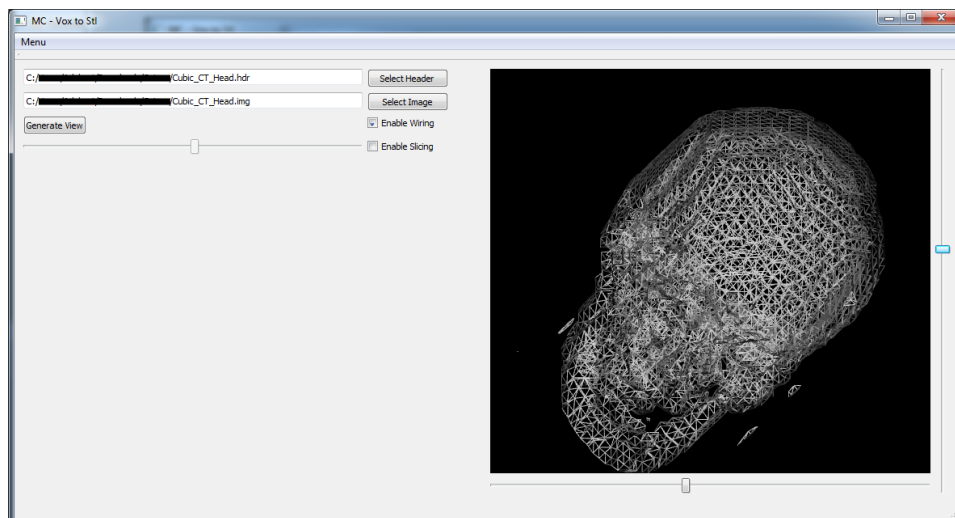 MC - Vox to Stl
Menu
C:/ /Cubic_CT_Head.hdr
Select Header
C:/ /Cubic_CT_Head.img
Select Image
Generate View
Enable Wiring
Enable Slicing